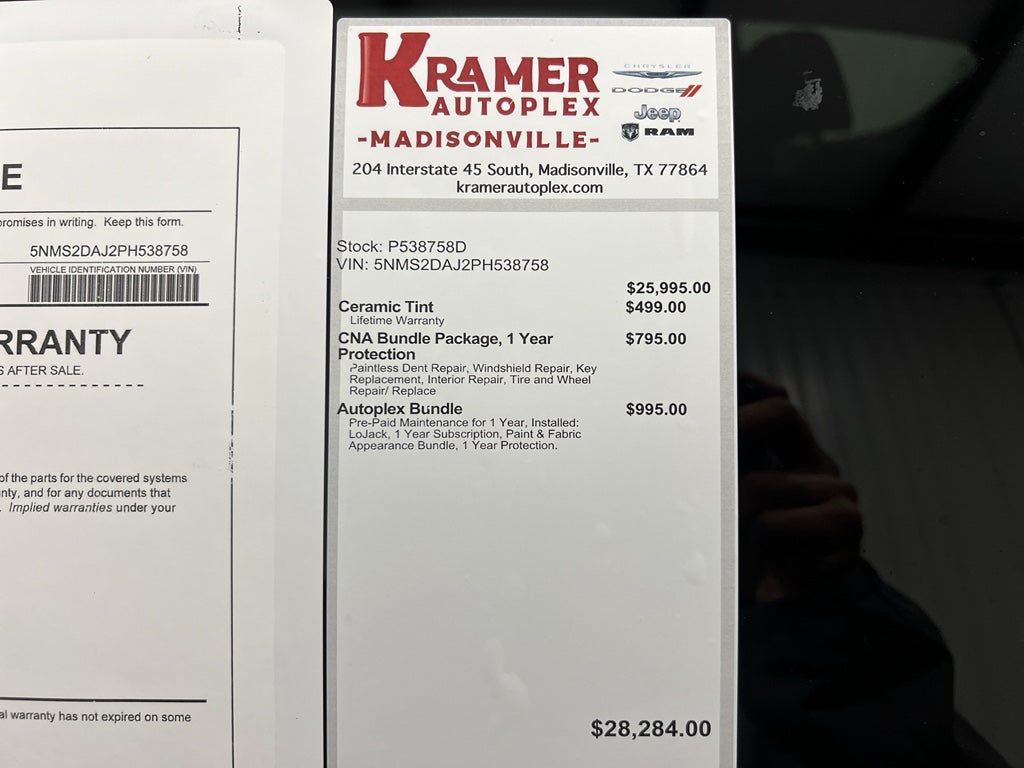 E
romises in writing. Keep this form.
5NMS2DAJ2PH538758
VEHICLE IDENTIFICATION NUMBER (VIN)
RRANTY
S AFTER SALE.
of the parts for the covered systems
nty, and for any documents that
. Implied warranties under your
al warranty has not expired on some
KRAMER
AUTOPLEX
-MADISONVILLE-
CHRYSLER
DODGE
Jeep
RAM
204 Interstate 45 South, Madisonville, TX 77864
kramerautoplex.com
Stock: P538758D
VIN: 5NMS2DAJ2PH538758
$25,995.00
Ceramic Tint $499.00
Lifetime Warranty
CNA Bundle Package, 1 Year $795.00
Protection
Paintless Dent Repair, Windshield Repair, Key
Replacement, Interior Repair, Tire and Wheel
Repair/ Replace
Autoplex Bundle $995.00
Pre-Paid Maintenance for 1 Year, Installed:
LoJack, 1 Year Subscription, Paint & Fabric
Appearance Bundle, 1 Year Protection.
$28,284.00